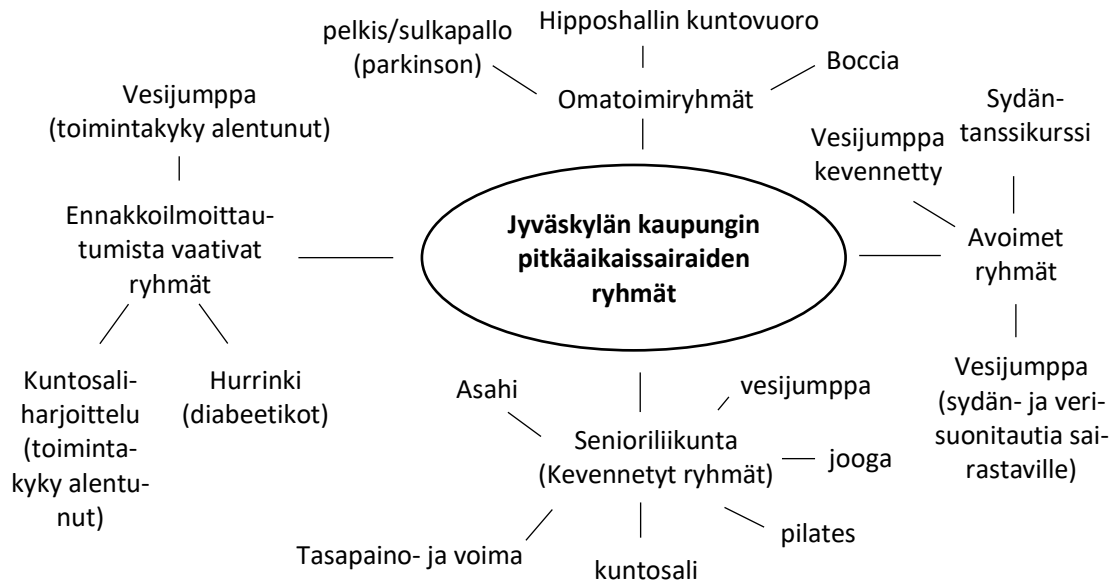 Hipposhallin kuntovuoro
pelkis/sulkapallo
(parkinson)
Boccia
Omatoimiryhmät
Vesijumppa
(toimintakyky alentunut)
Sydän-
tanssikurssi
Vesijumppa
kevennetty
Ennakkoilmoittau-
tumista vaativat
ryhmät
Jyväskylän kaupungin
pitkäaikaissairaiden
ryhmät
Avoimet
ryhmät
Kuntosali-
harjoittelu
(toiminta-
kyky alentu-
nut)
Hurrinki
(diabeetikot)
Asahi
vesijumppa
Senioriliikunta
(Kevennetyt ryhmät)
jooga
Vesijumppa
(sydän- ja veri-
suonitautia sai-
rastaville)
Tasapaino- ja voima
kuntosali
pilates